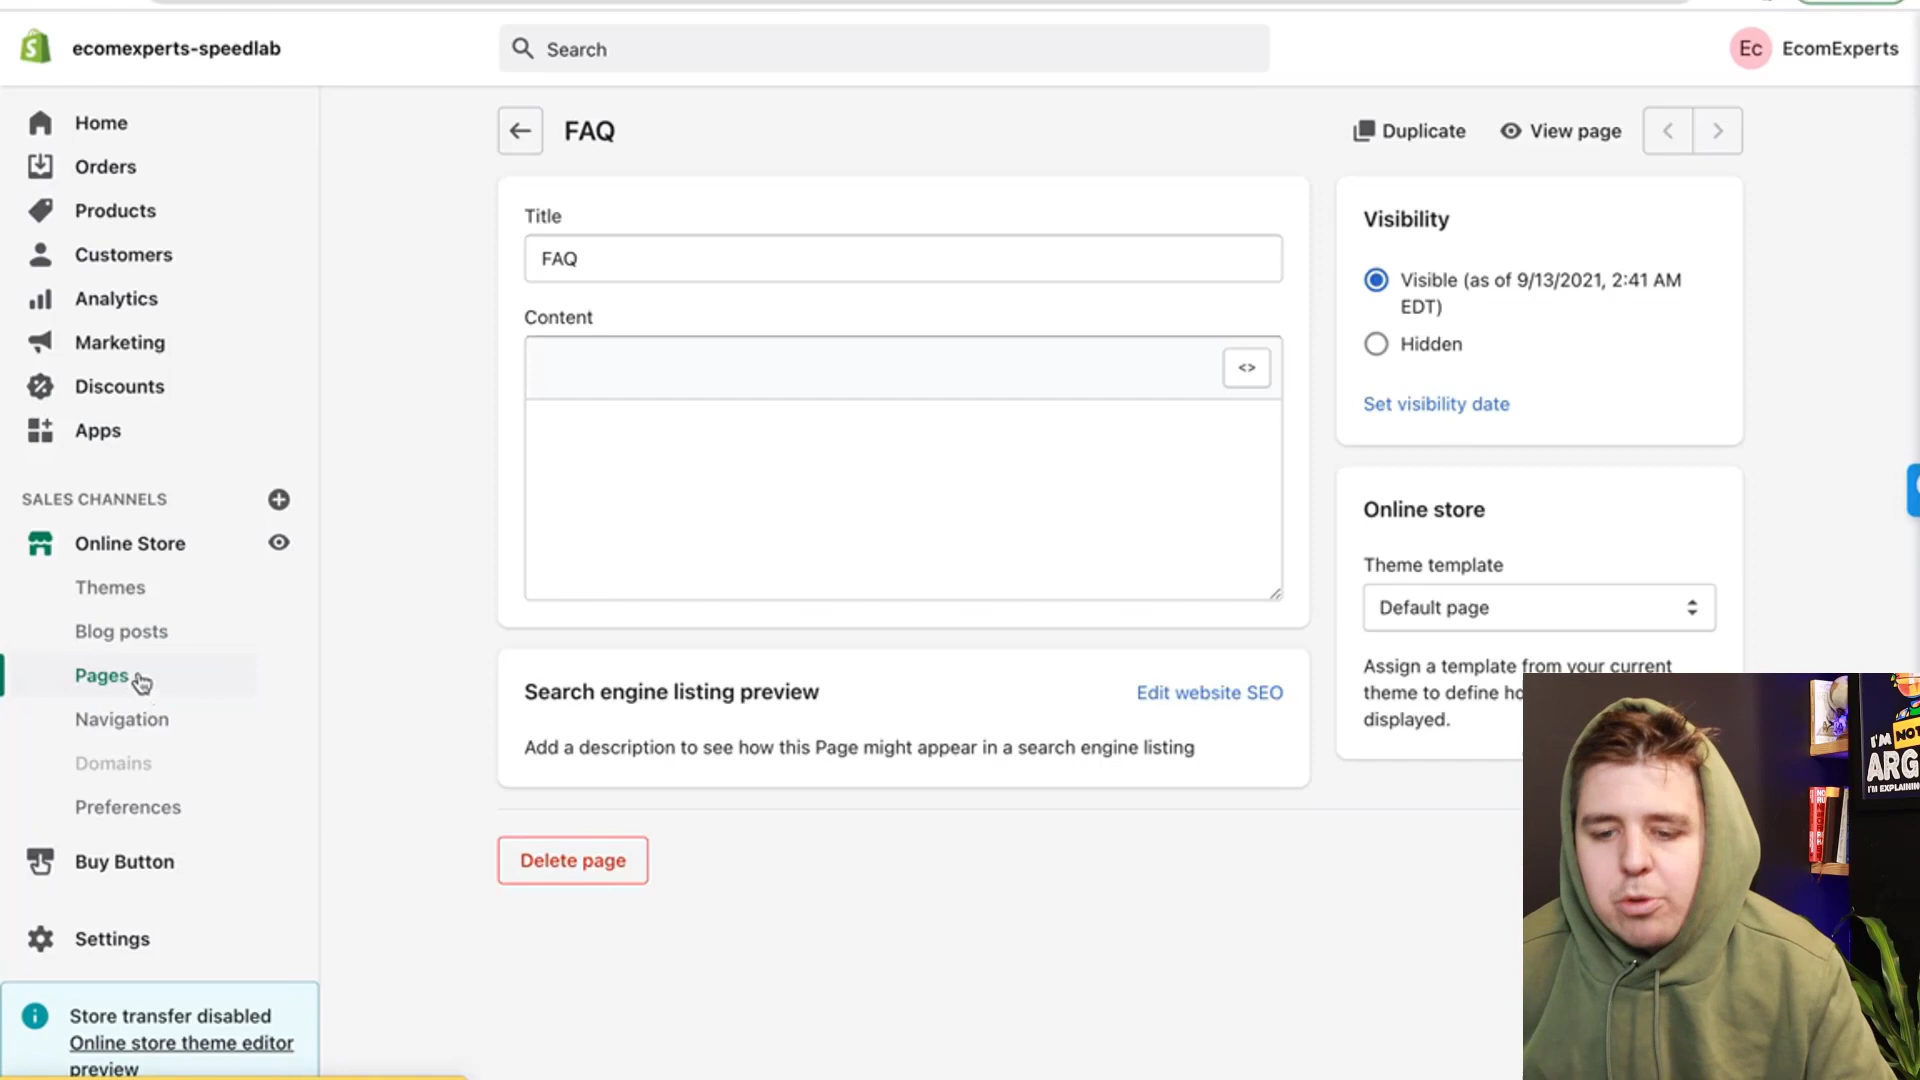 ecomexperts-speedlab
Search
Ec EcomExperts
Home
Orders
Products
Customers
Analytics
Marketing
Discounts
Apps
SALES CHANNELS
Online Store
Themes
Blog posts
Pages
Navigation
Domains
Preferences
Buy Button
Settings
Store transfer disabled
Online store theme editor
preview
FAQ
Duplicate
View page
Title
FAQ
Content
<>
Search engine listing preview
Edit website SEO
Add a description to see how this Page might appear in a search engine listing
Delete page
Visibility
Visible (as of 9/13/2021, 2:41 AM
EDT)
Hidden
Set visibility date
Online store
Theme template
Default page
Assign a template from your current
theme to define ho
displayed.
I'M NOT
ARG
I'M EXPLAININ